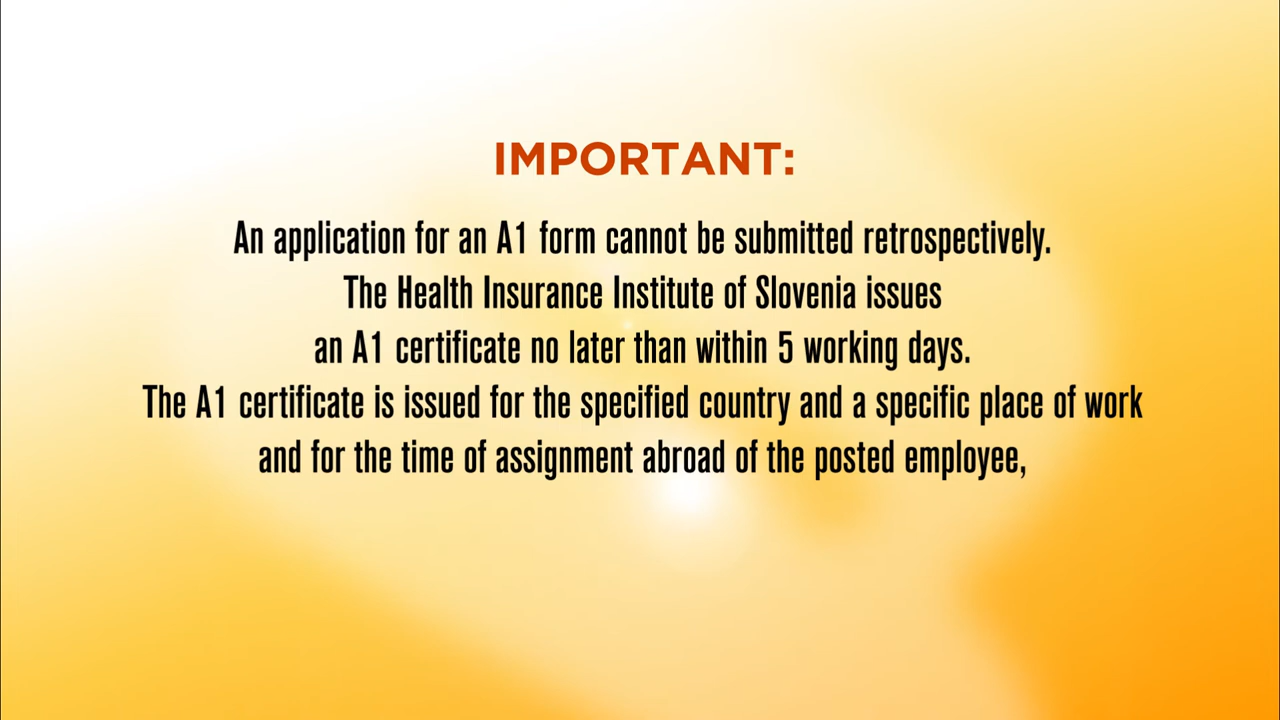 IMPORTANT:
An application for an A1 form cannot be submitted retrospectively.
The Health Insurance Institute of Slovenia issues
an A1 certificate no later than within 5 working days.
The A1 certificate is issued for the specified country and a specific place of work
and for the time of assignment abroad of the posted employee,